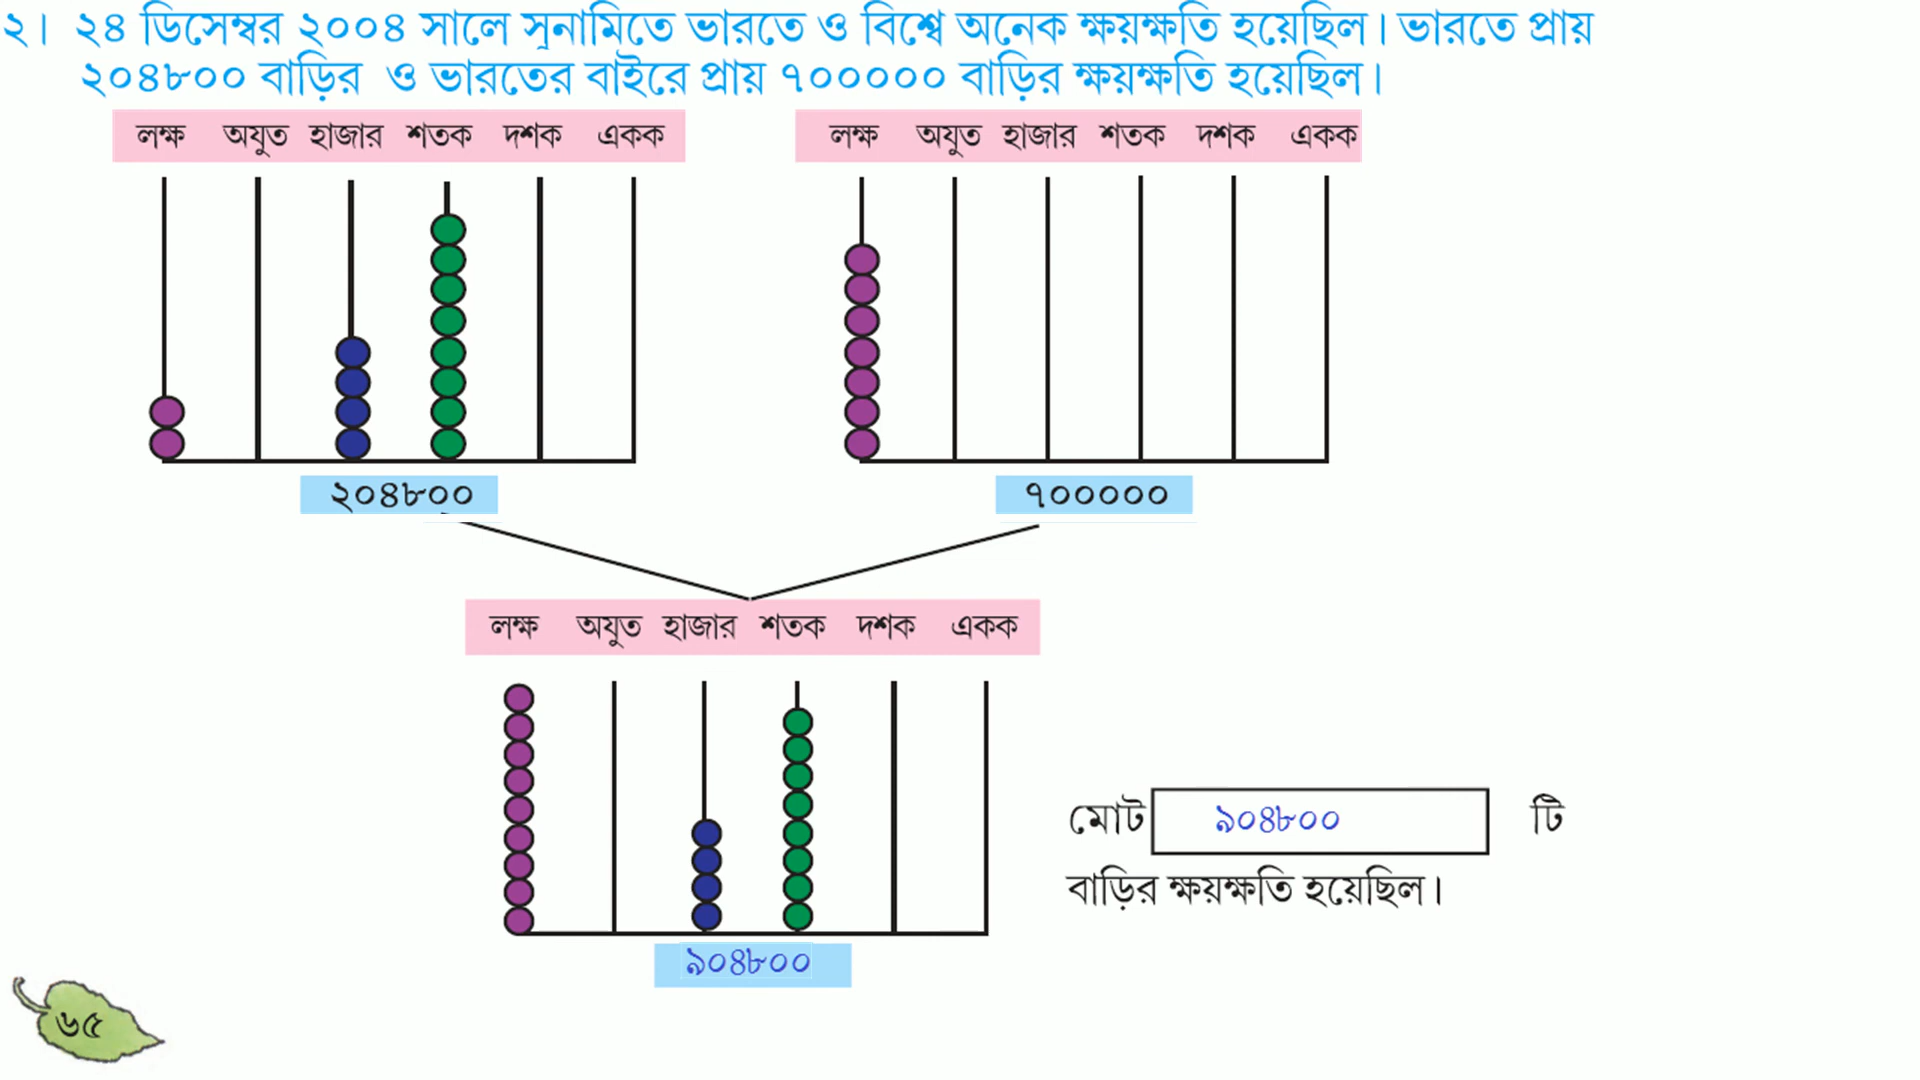 ২। ২৪ ডিসেম্বর ২০০৪ সালে সুনামিতে ভারতে ও বিশ্বে অনেক ক্ষয়ক্ষতি হয়েছিল। ভারতে প্রায়
২০৪৮০০ বাড়ির ও ভারতের বাইরে প্রায় ৭০০০০০ বাড়ির ক্ষয়ক্ষতি হয়েছিল।
লক্ষ অযুত হাজার শতক দশক একক
লক্ষ অযুত হাজার শতক দশক একক
২০৪৮০০
৭০০০০০
লক্ষ অযুত হাজার শতক দশক একক
মোট ৯০৪৮০০ টি
বাড়ির ক্ষয়ক্ষতি হয়েছিল।
৯০৪৮০০
৬৫